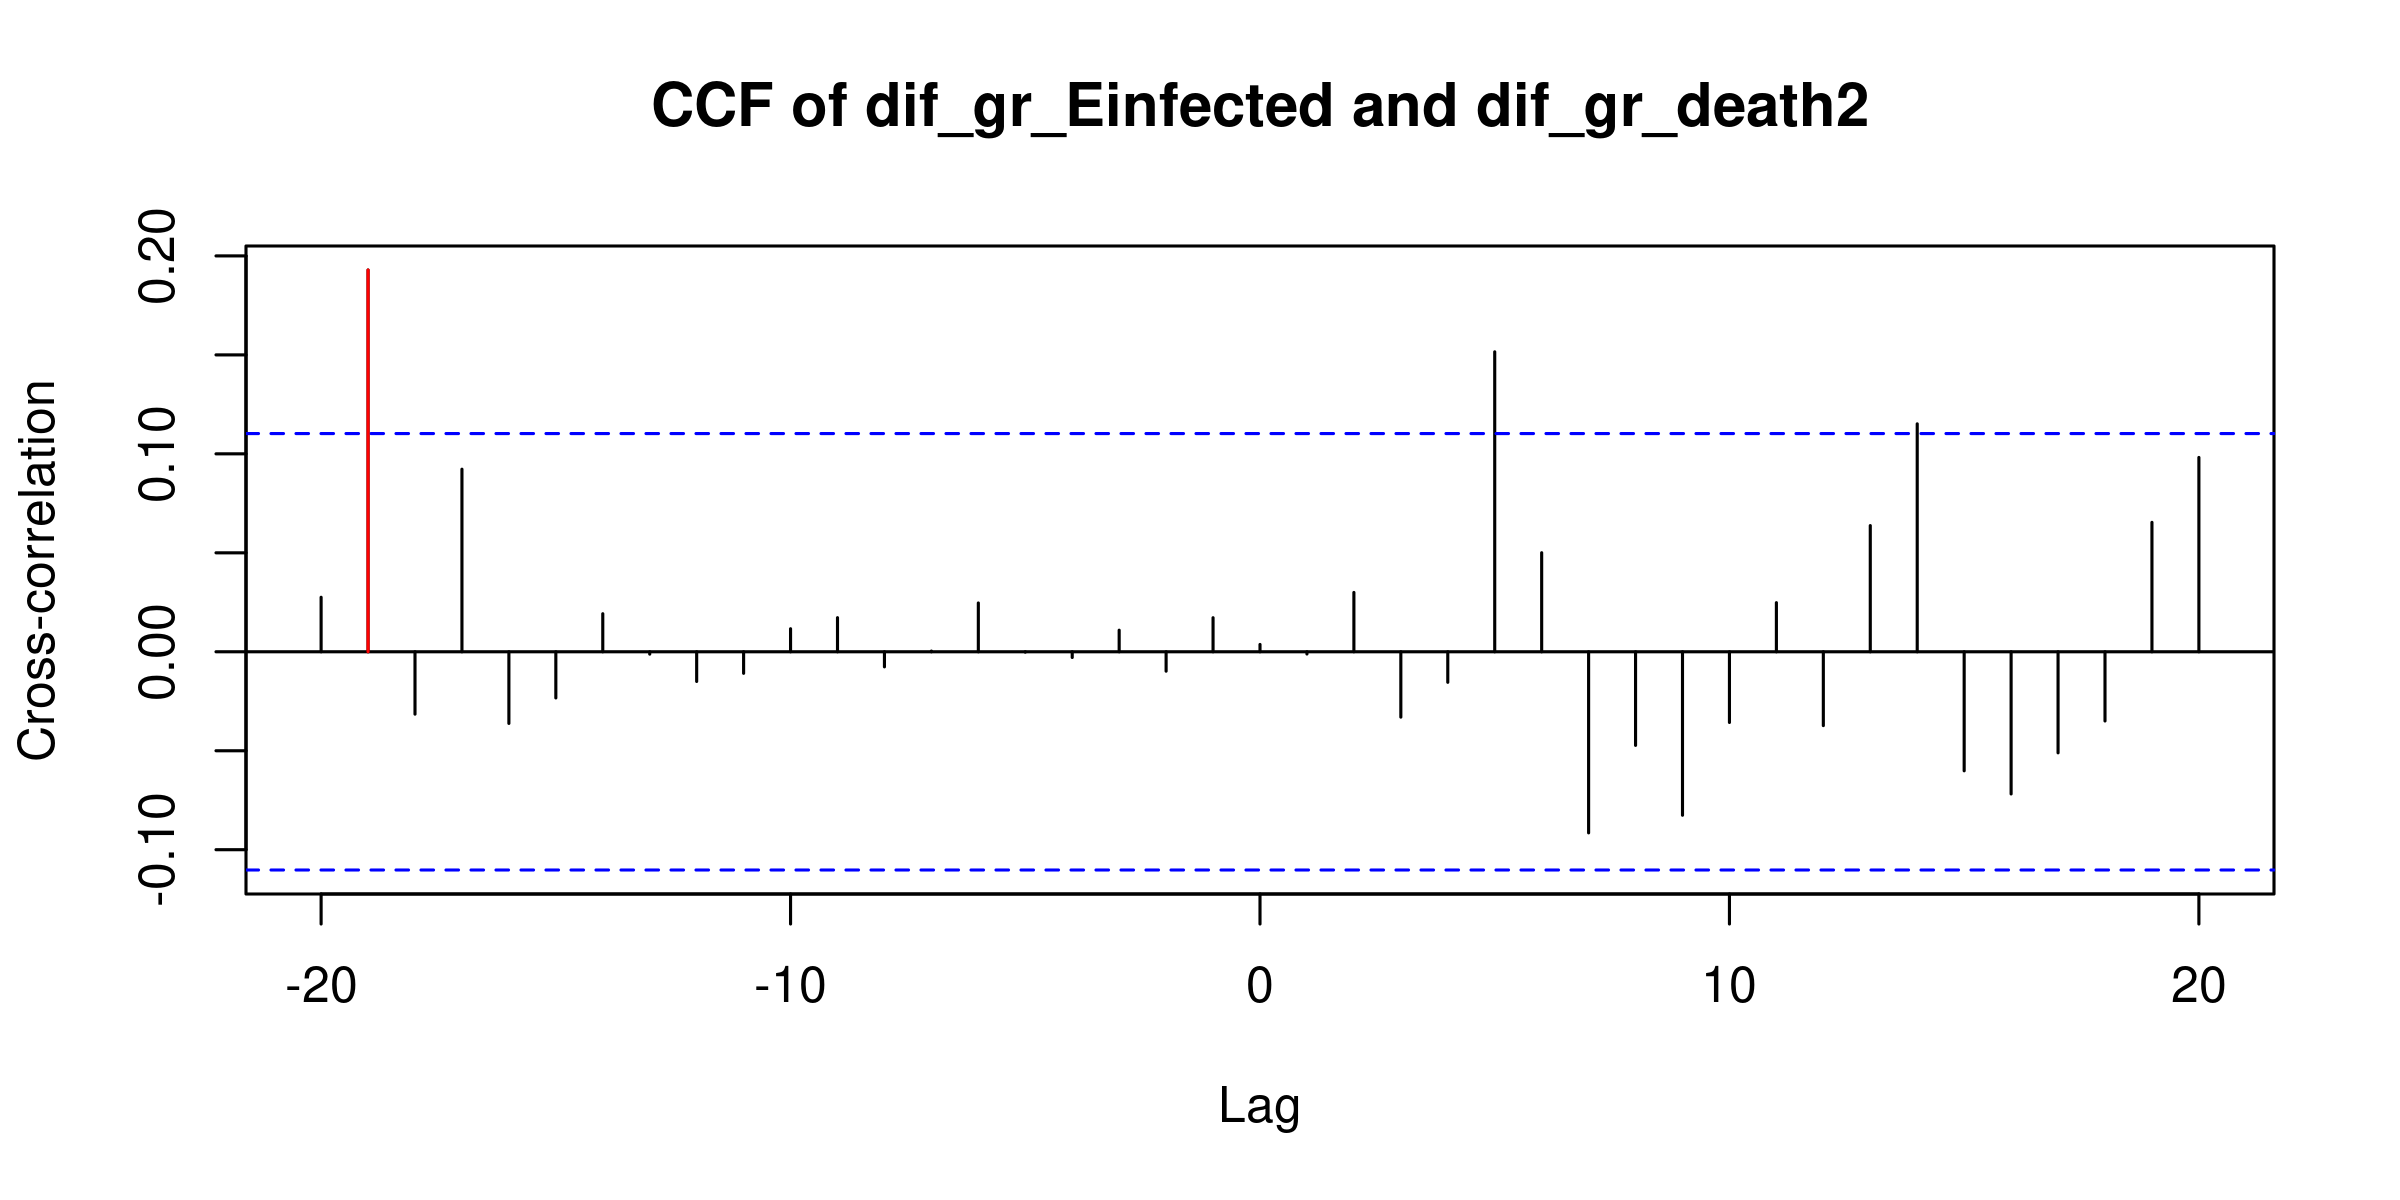 CCF of dif_gr_Einfected and dif_gr_death2
Cross-correlation
0.20
0.10
0.00
-0.10
-20 -10 0 10 20
Lag